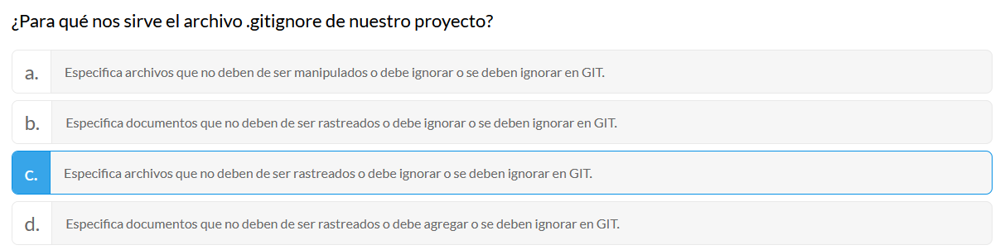 ¿Para qué nos sirve el archivo .gitignore de nuestro proyecto?
a. Especifica archivos que no deben de ser manipulados o debe ignorar o se deben ignorar en GIT.
b. Especifica documentos que no deben de ser rastreados o debe ignorar o se deben ignorar en GIT.
c. Especifica archivos que no deben de ser rastreados o debe ignorar o se deben ignorar en GIT.
d. Especifica documentos que no deben de ser rastreados o debe agregar o se deben ignorar en GIT.